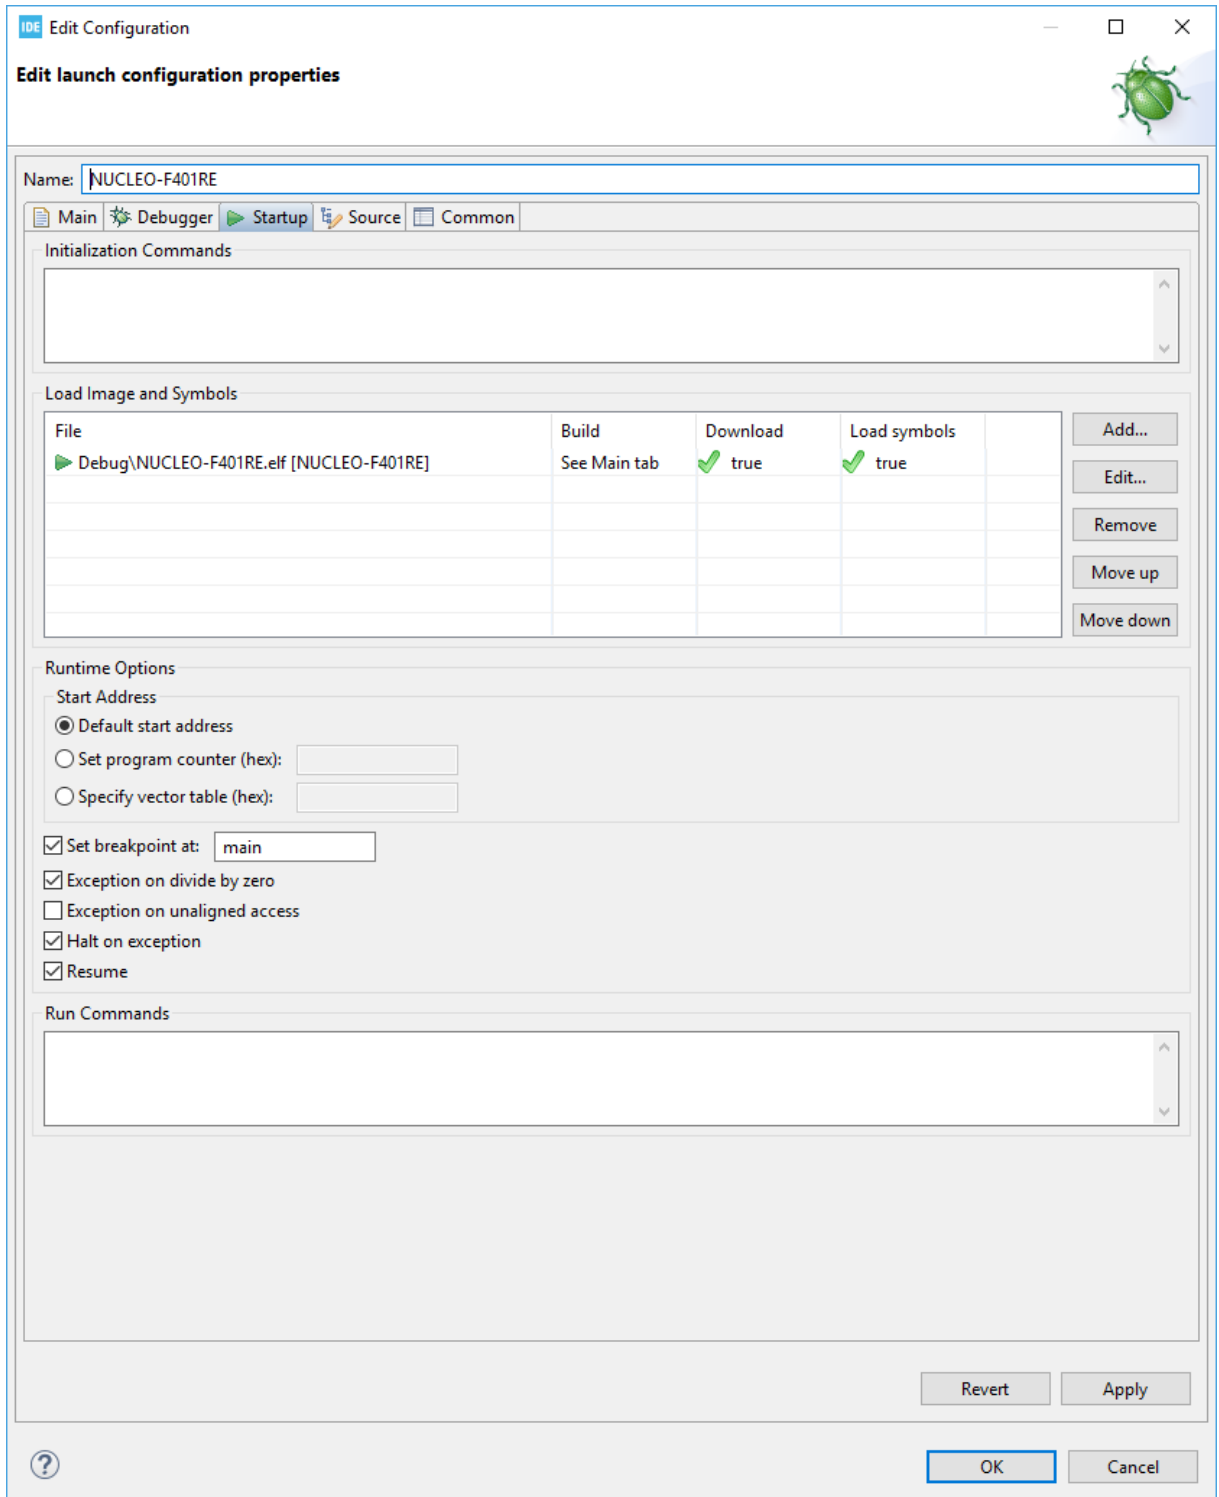 IDE Edit Configuration
Edit launch configuration properties
Name: NUCLEO-F401RE
Main Debugger Startup Source Common
Initialization Commands
Load Image and Symbols
File Build Download Load symbols
Debug\NUCLEO-F401RE.elf [NUCLEO-F401RE] See Main tab true true
Add...
Edit...
Remove
Move up
Move down
Runtime Options
Start Address
Default start address
Set program counter (hex):
Specify vector table (hex):
Set breakpoint at: main
Exception on divide by zero
Exception on unaligned access
Halt on exception
Resume
Run Commands
Revert Apply
? OK Cancel